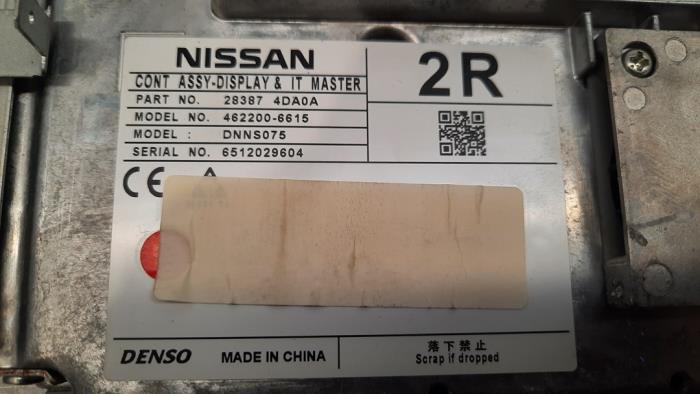 NISSAN
CONT ASSY-DISPLAY & IT MASTER
PART NO. 28387 4DA0A
MODEL NO. 462200-6615
MODEL : DNNS075
SERIAL NO. 6512029604
2R
CE
DENSO
MADE IN CHINA
落下禁止
Scrap if dropped